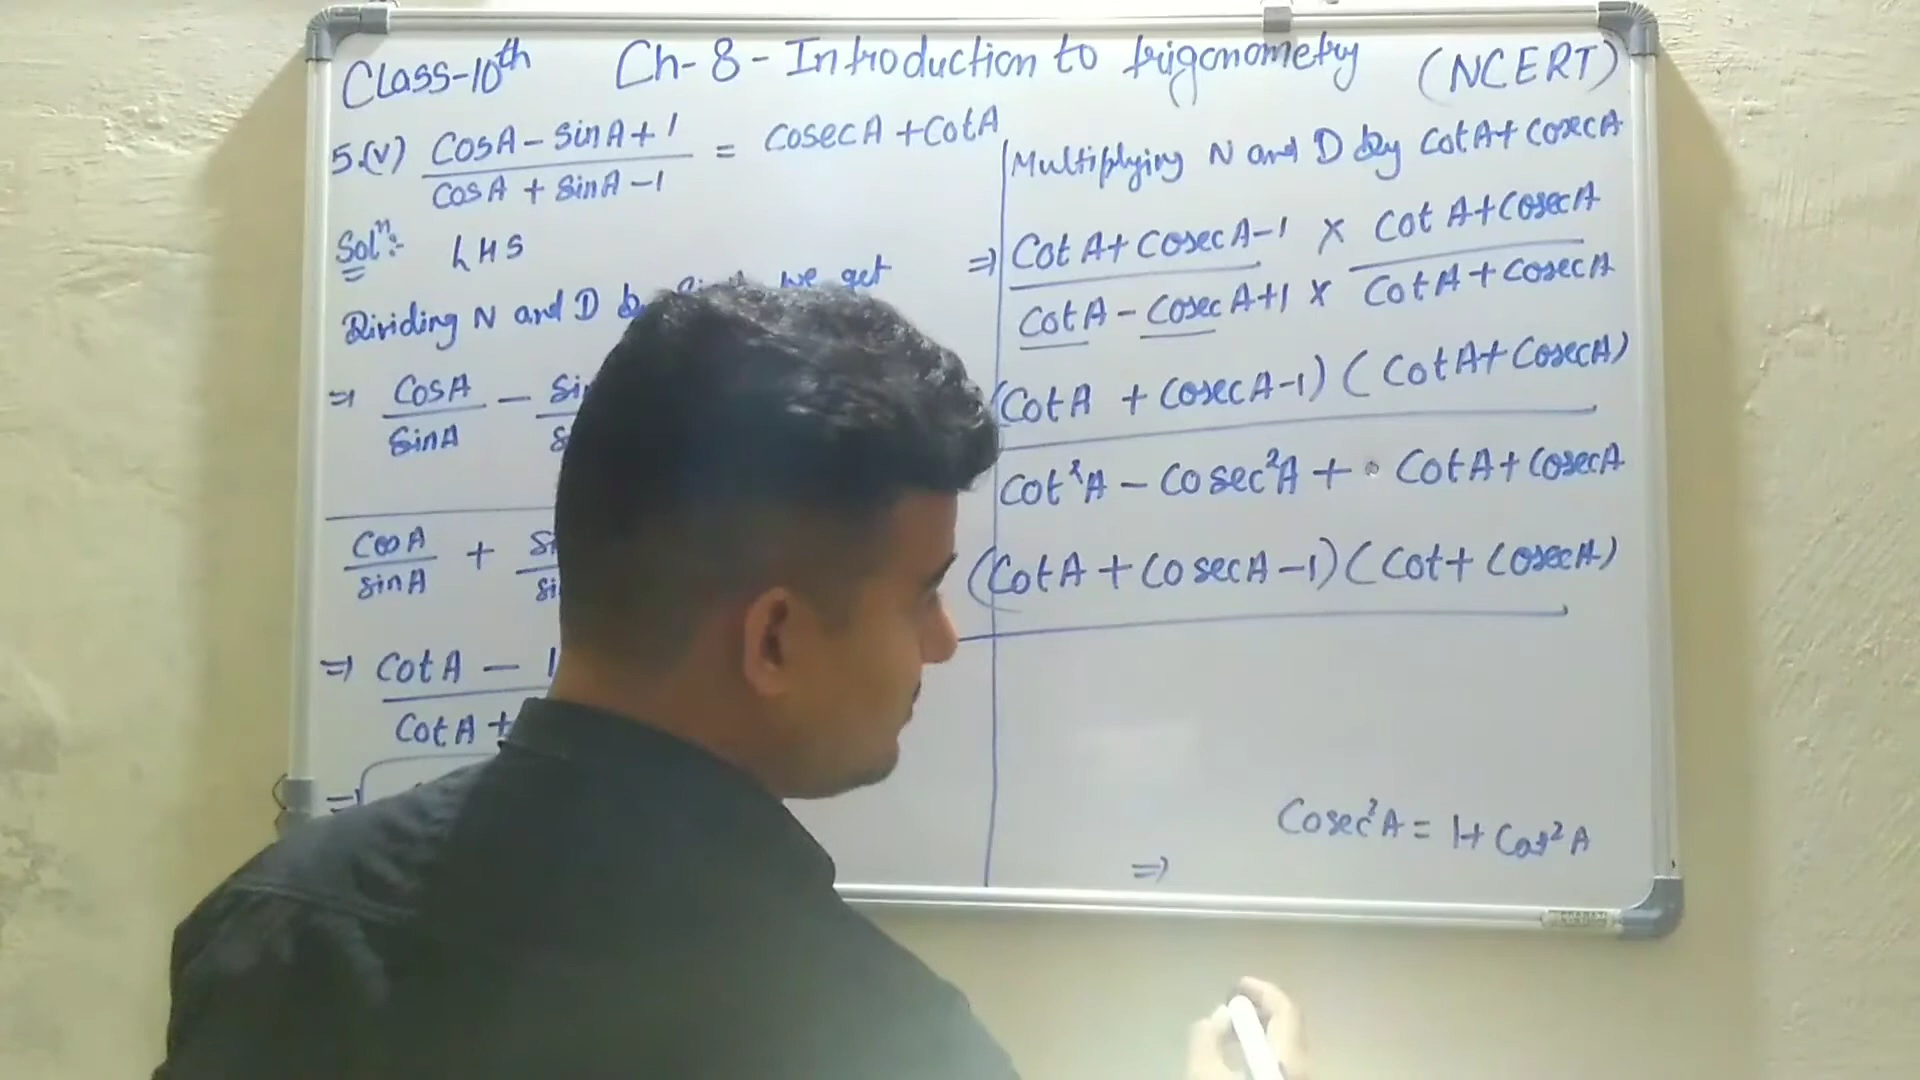 Class-10th Ch-8-Introduction to trigonometry (NCERT)
5.(v) CosA - SinA + 1 = CosecA + CotA
CosA + SinA - 1
Solⁿ:- LHS
Dividing N and D we get
⇒ CosA -
SinA
CosA +
SinA
⇒ CotA - 1
CotA +
⇒
Multiplying N and D by CotA + CosecA
⇒ CotA + CosecA - 1 × CotA + CosecA
CotA - CosecA + 1 × CotA + CosecA
(CotA + CosecA - 1) (CotA + CosecA)
Cot²A - Cosec²A + CotA + CosecA
(CotA + CosecA - 1) (Cot + CosecA)
Cosec²A = 1 + Cot²A
⇒